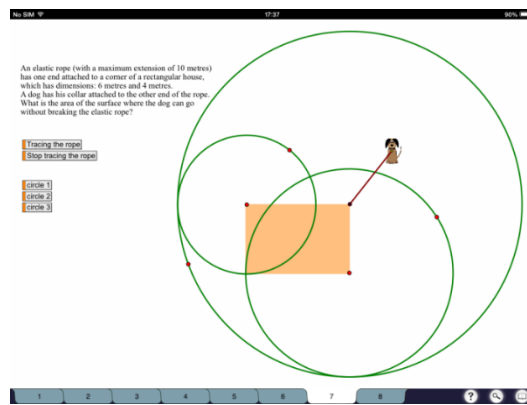 No SIM 17:37 90%
An elastic rope (with a maximum extension of 10 metres)
has one end attached to a corner of a rectangular house,
which has dimensions: 6 metres and 4 metres.
A dog has his collar attached to the other end of the rope.
What is the area of the surface where the dog can go
without breaking the elastic rope?
Tracing the rope
Stop tracing the rope
circle 1
circle 2
circle 3
1 2 3 4 5 6 7 8 ?